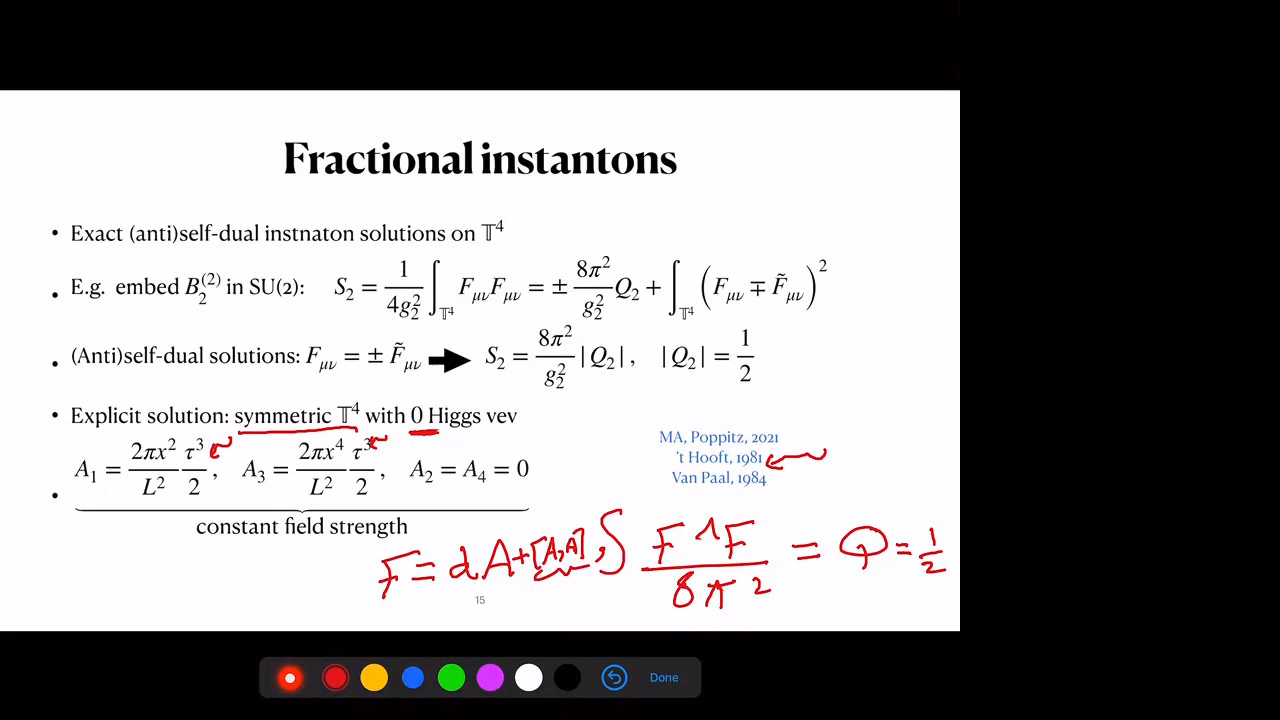 Fractional instantons
• Exact (anti)self-dual instnaton solutions on 𝕋⁴
• E.g. embed B₂⁽²⁾ in SU(2): S₂ = 1/(4g₂²) ∫_𝕋⁴ F_μν F_μν = ± 8π²/g₂² Q₂ + ∫_𝕋⁴ (F_μν ∓ F̃_μν)²
• (Anti)self-dual solutions: F_μν = ± F̃_μν ➡ S₂ = 8π²/g₂² |Q₂| , |Q₂| = 1/2
• Explicit solution: symmetric 𝕋⁴ with 0 Higgs vev
• A₁ = 2πx²/L² τ³/2 , A₃ = 2πx⁴/L² τ³/2 , A₂ = A₄ = 0
constant field strength
MA, Poppitz, 2021
't Hooft, 1981
Van Paal, 1984
F = dA + [A,A], ∫ F∧F/8π² = Q = 1/2
15
Done